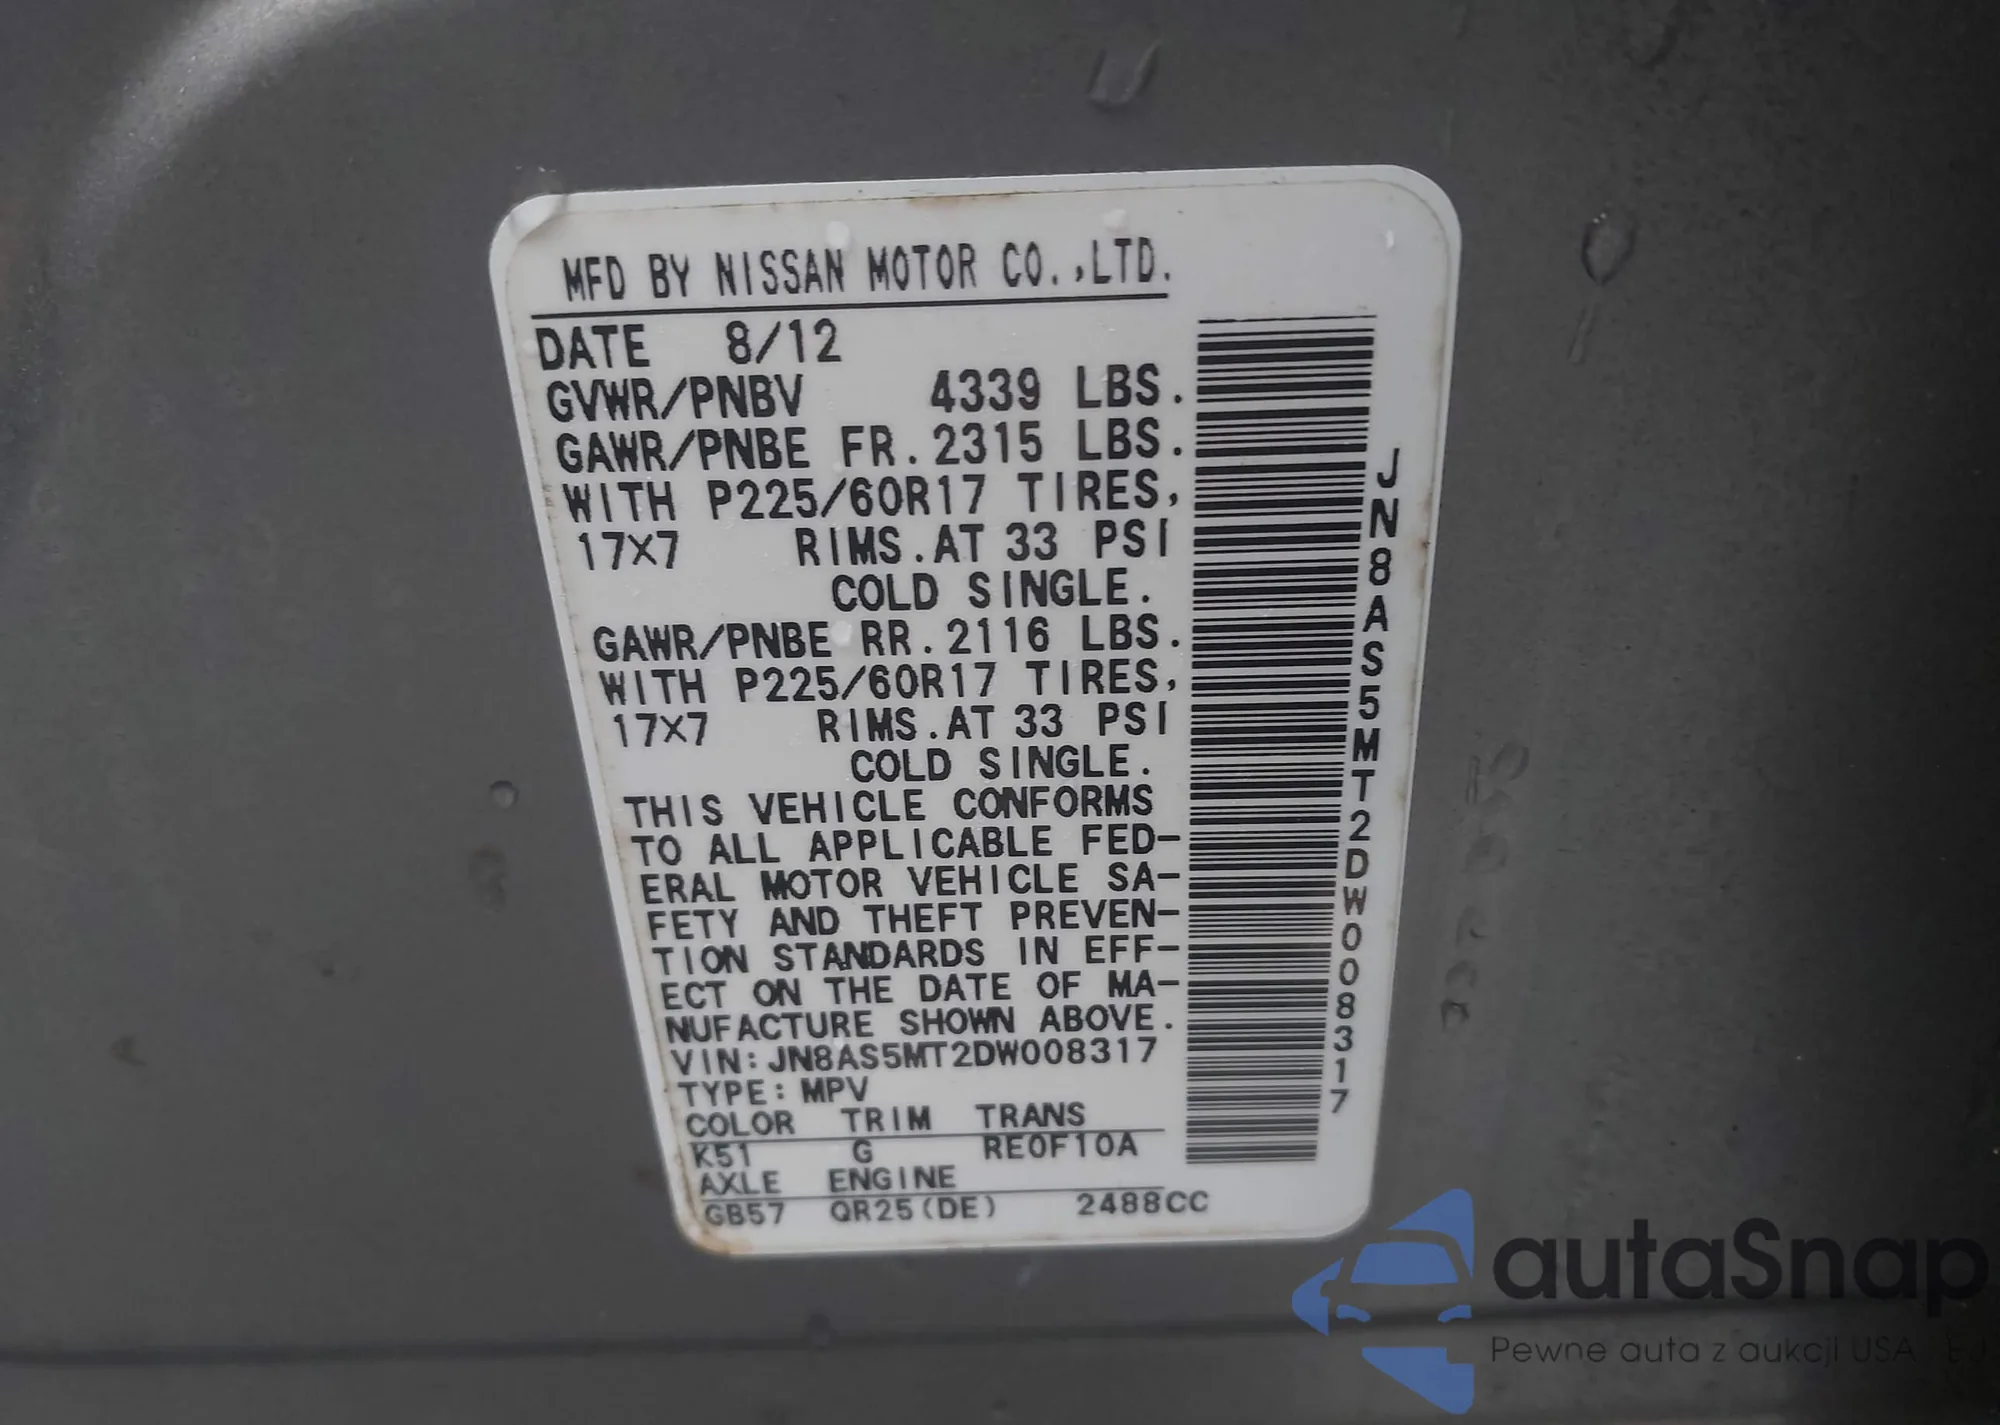 MFD BY NISSAN MOTOR CO.,LTD.
DATE 8/12
GVWR/PNBV 4339 LBS.
GAWR/PNBE FR.2315 LBS.
WITH P225/60R17 TIRES,
17X7 RIMS.AT 33 PSI
COLD SINGLE.
GAWR/PNBE RR.2116 LBS.
WITH P225/60R17 TIRES,
17X7 RIMS.AT 33 PSI
COLD SINGLE.
THIS VEHICLE CONFORMS
TO ALL APPLICABLE FED-
ERAL MOTOR VEHICLE SA-
FETY AND THEFT PREVEN-
TION STANDARDS IN EFF-
ECT ON THE DATE OF MA-
NUFACTURE SHOWN ABOVE.
VIN:JN8AS5MT2DW008317
TYPE:MPV
COLOR TRIM TRANS
K51 G RE0F10A
AXLE ENGINE
GB57 QR25(DE) 2488CC
JN8AS5MT2DW008317
autaSnap
Pewne auta z aukcji USA